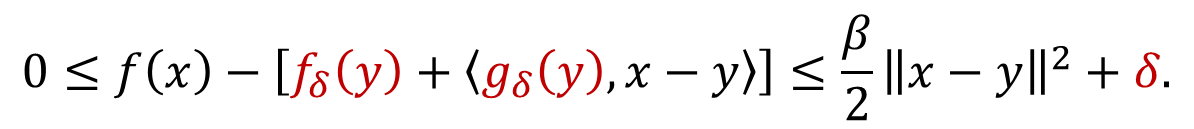 0 ≤ f(x) − [f_δ(y) + ⟨g_δ(y), x − y⟩] ≤ β/2 ‖x − y‖² + δ.